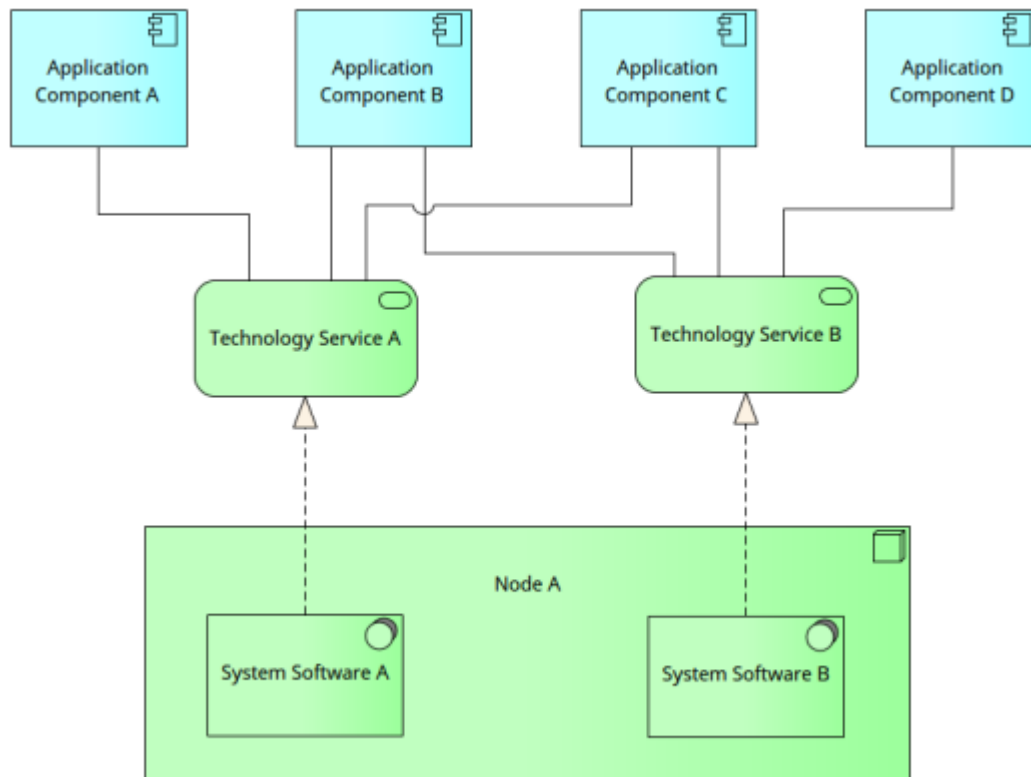 Application
Component A
Application
Component B
Application
Component C
Application
Component D
Technology Service A
Technology Service B
Node A
System Software A
System Software B